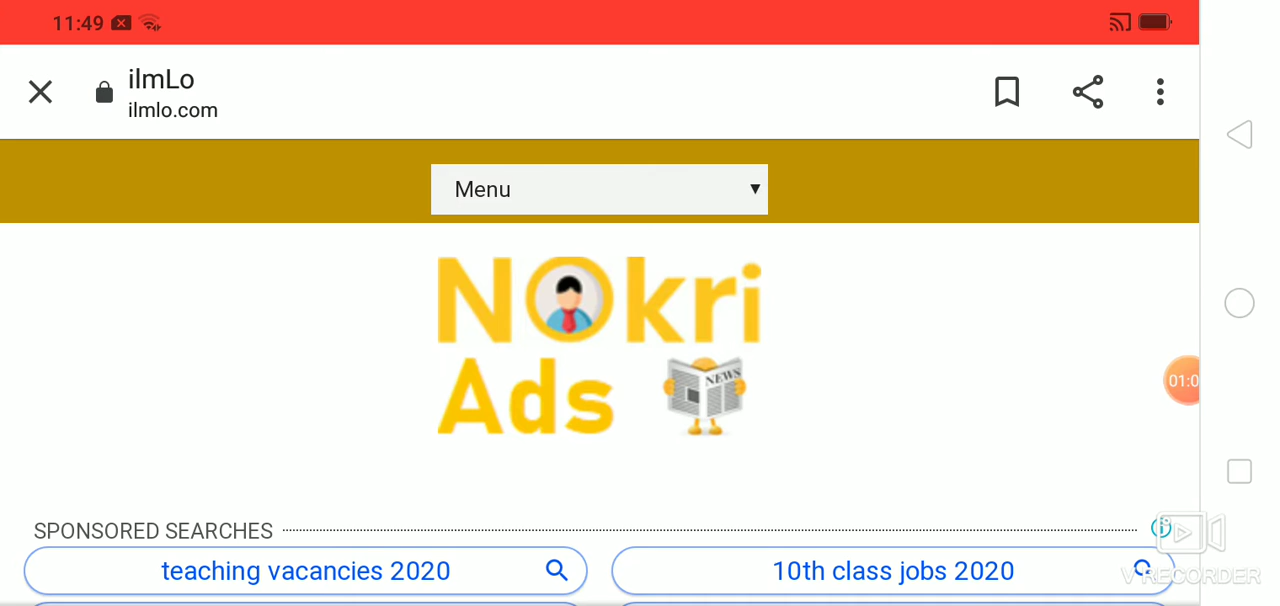 11:49
ilmLo
ilmlo.com
Menu
Nokri
Ads
NEWS
01:0
SPONSORED SEARCHES
teaching vacancies 2020
10th class jobs 2020
V RECORDER